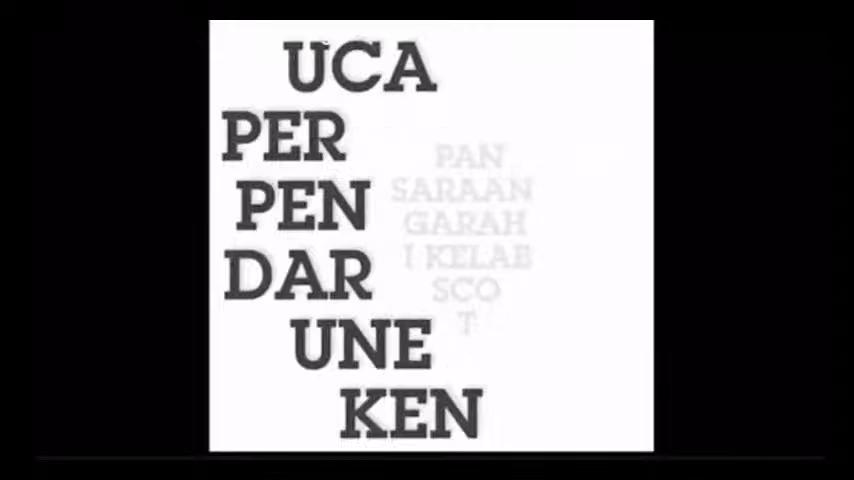 UCA
PER
PEN
DAR
UNE
KEN
PAN
SARAAN
GARAH
I KELAB
SCO
T